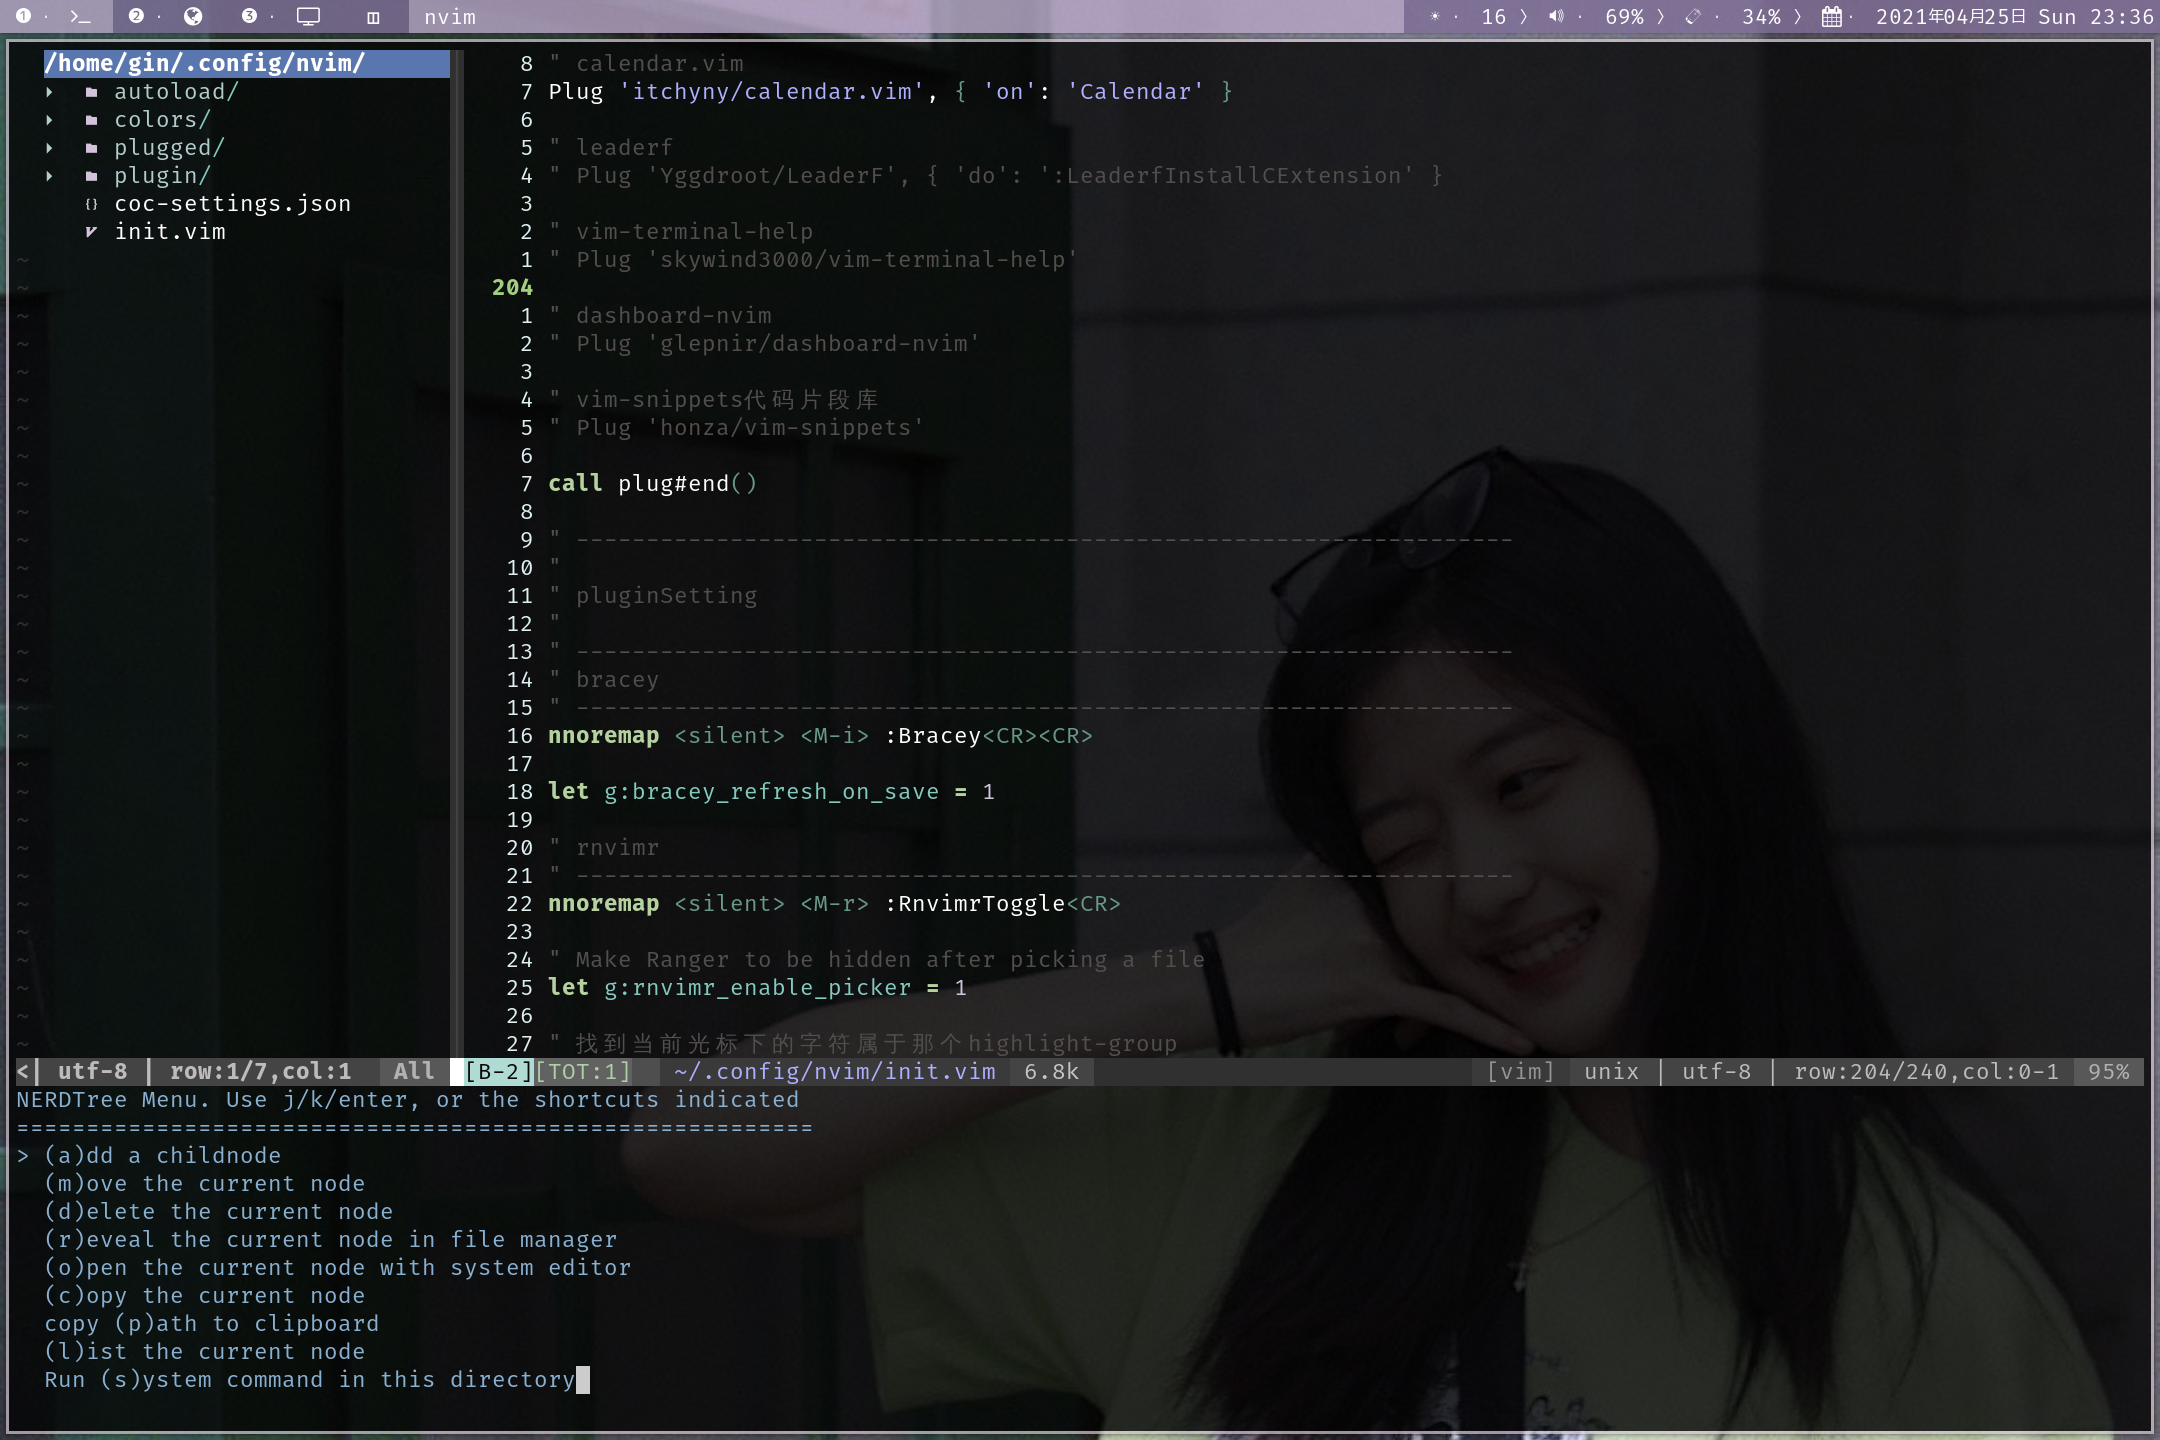 1 · 2 · 3 · nvim 16 〉 · 69% 〉 · 34% 〉 · 2021年04月25日 Sun 23:36
/home/gin/.config/nvim/
autoload/
colors/
plugged/
plugin/
coc-settings.json
init.vim
8 " calendar.vim
7 Plug 'itchyny/calendar.vim', { 'on': 'Calendar' }
6
5 " leaderf
4 " Plug 'Yggdroot/LeaderF', { 'do': ':LeaderfInstallCExtension' }
3
2 " vim-terminal-help
1 " Plug 'skywind3000/vim-terminal-help'
204
1 " dashboard-nvim
2 " Plug 'glepnir/dashboard-nvim'
3
4 " vim-snippets代码片段库
5 " Plug 'honza/vim-snippets'
6
7 call plug#end()
8
9 " -------------------------------------------------------------------
10 "
11 " pluginSetting
12 "
13 " -------------------------------------------------------------------
14 " bracey
15 " -------------------------------------------------------------------
16 nnoremap <silent> <M-i> :Bracey<CR><CR>
17
18 let g:bracey_refresh_on_save = 1
19
20 " rnvimr
21 " -------------------------------------------------------------------
22 nnoremap <silent> <M-r> :RnvimrToggle<CR>
23
24 " Make Ranger to be hidden after picking a file
25 let g:rnvimr_enable_picker = 1
26
27 " 找到当前光标下的字符属于那个highlight-group
<| utf-8 | row:1/7,col:1 All [B-2][TOT:1] ~/.config/nvim/init.vim 6.8k [vim] unix | utf-8 | row:204/240,col:0-1 95%
NERDTree Menu. Use j/k/enter, or the shortcuts indicated
=========================================================
> (a)dd a childnode
(m)ove the current node
(d)elete the current node
(r)eveal the current node in file manager
(o)pen the current node with system editor
(c)opy the current node
copy (p)ath to clipboard
(l)ist the current node
Run (s)ystem command in this directory